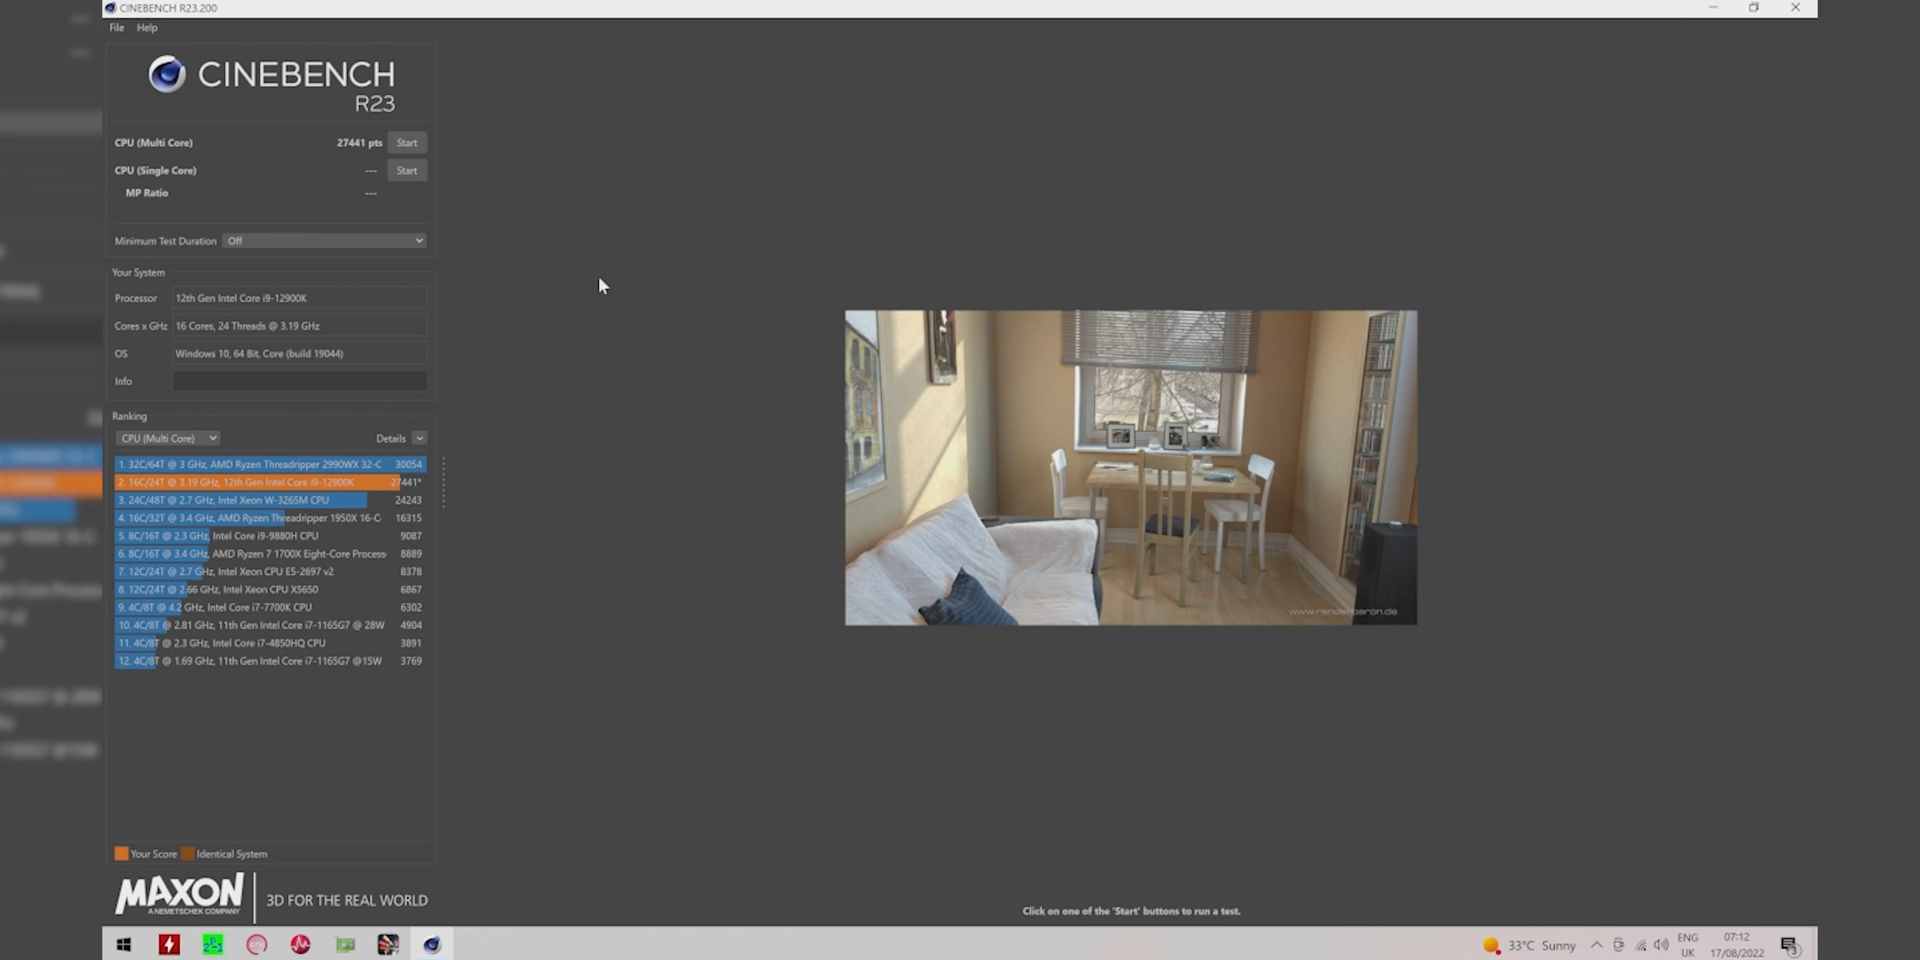 CINEBENCH R23.200
File Help
CINEBENCH
R23
CPU (Multi Core) 27441 pts Start
CPU (Single Core) --- Start
MP Ratio ---
Minimum Test Duration Off
Your System
Processor 12th Gen Intel Core i9-12900K
Cores x GHz 16 Cores, 24 Threads @ 3.19 GHz
OS Windows 10, 64 Bit, Core (build 19044)
Info
Ranking
CPU (Multi Core) Details
1. 32C/64T @ 3 GHz, AMD Ryzen Threadripper 2990WX 32-C 30054
2. 16C/24T @ 3.19 GHz, 12th Gen Intel Core i9-12900K 27441*
3. 24C/48T @ 2.7 GHz, Intel Xeon W-3265M CPU 24243
4. 16C/32T @ 3.4 GHz, AMD Ryzen Threadripper 1950X 16-C 16315
5. 8C/16T @ 2.3 GHz, Intel Core i9-9880H CPU 9087
6. 8C/16T @ 3.4 GHz, AMD Ryzen 7 1700X Eight-Core Process 8889
7. 12C/24T @ 2.7 GHz, Intel Xeon CPU E5-2697 v2 8378
8. 12C/24T @ 2.66 GHz, Intel Xeon CPU X5650 6867
9. 4C/8T @ 4.2 GHz, Intel Core i7-7700K CPU 6302
10. 4C/8T @ 2.81 GHz, 11th Gen Intel Core i7-1165G7 @ 28W 4904
11. 4C/8T @ 2.3 GHz, Intel Core i7-4850HQ CPU 3891
12. 4C/8T @ 1.69 GHz, 11th Gen Intel Core i7-1165G7 @15W 3769
Your Score Identical System
MAXON
A NEMETSCHEK COMPANY
3D FOR THE REAL WORLD
www.renderbaron.de
Click on one of the 'Start' buttons to run a test.
33°C Sunny
ENG
UK
07:12
17/08/2022